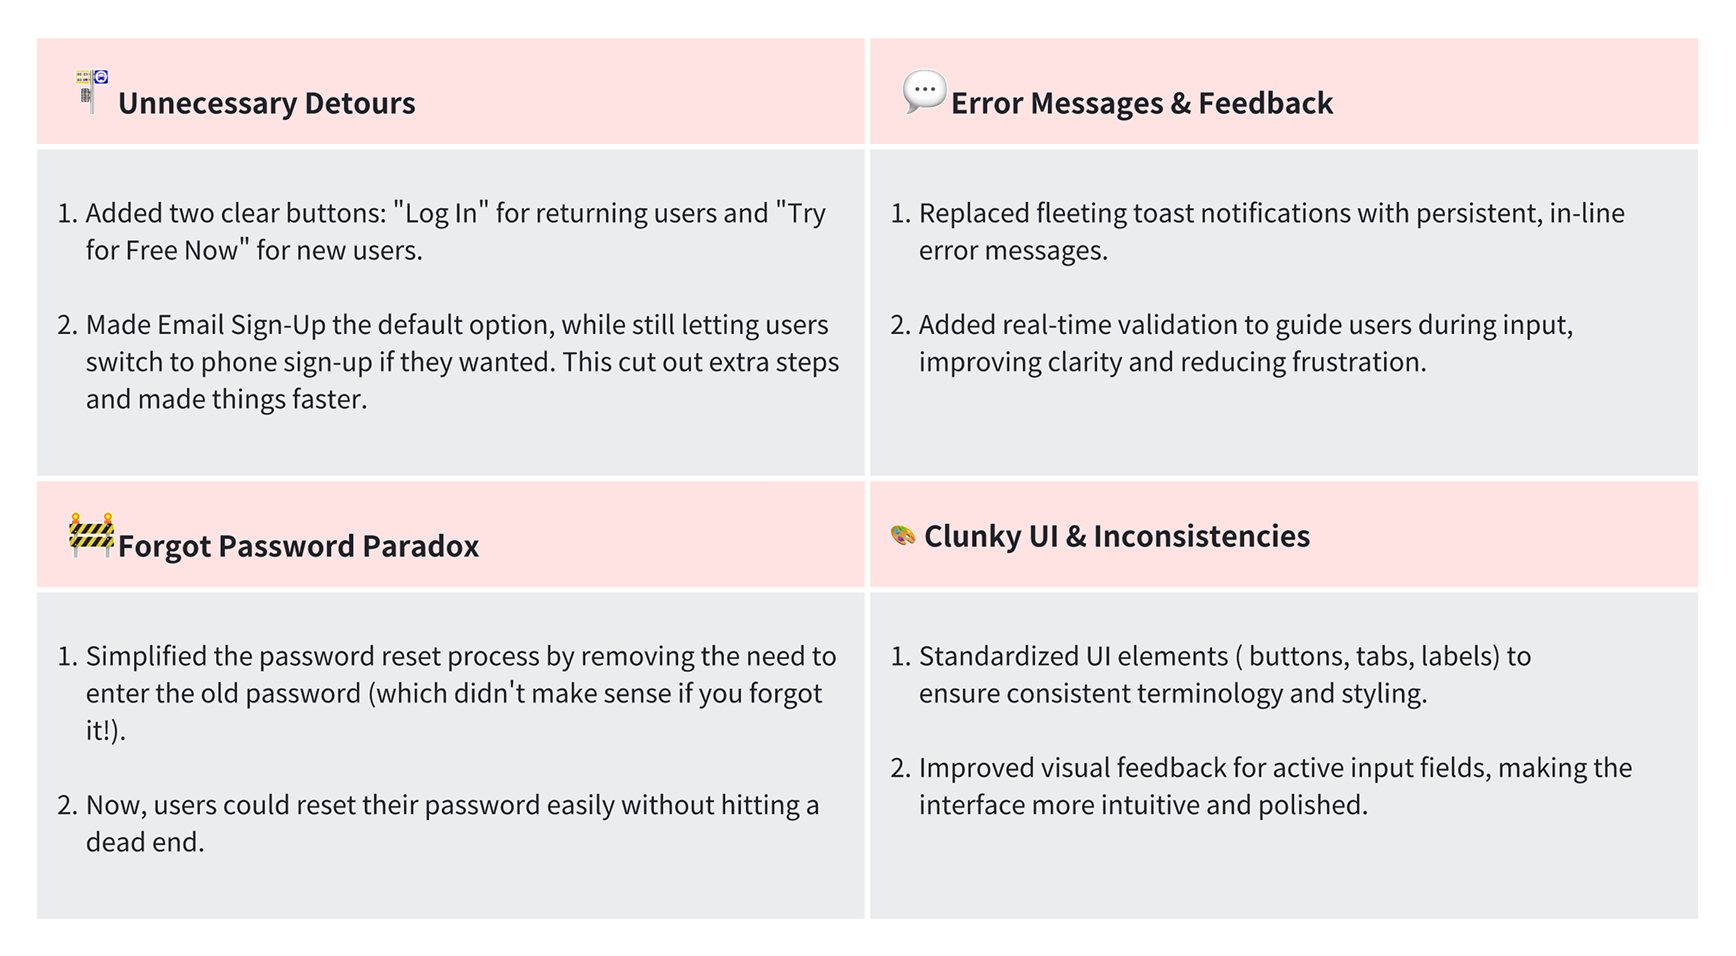 Unnecessary Detours
1. Added two clear buttons: "Log In" for returning users and "Try
for Free Now" for new users.
2. Made Email Sign-Up the default option, while still letting users
switch to phone sign-up if they wanted. This cut out extra steps
and made things faster.
Error Messages & Feedback
1. Replaced fleeting toast notifications with persistent, in-line
error messages.
2. Added real-time validation to guide users during input,
improving clarity and reducing frustration.
Forgot Password Paradox
1. Simplified the password reset process by removing the need to
enter the old password (which didn't make sense if you forgot
it!).
2. Now, users could reset their password easily without hitting a
dead end.
Clunky UI & Inconsistencies
1. Standardized UI elements ( buttons, tabs, labels) to
ensure consistent terminology and styling.
2. Improved visual feedback for active input fields, making the
interface more intuitive and polished.